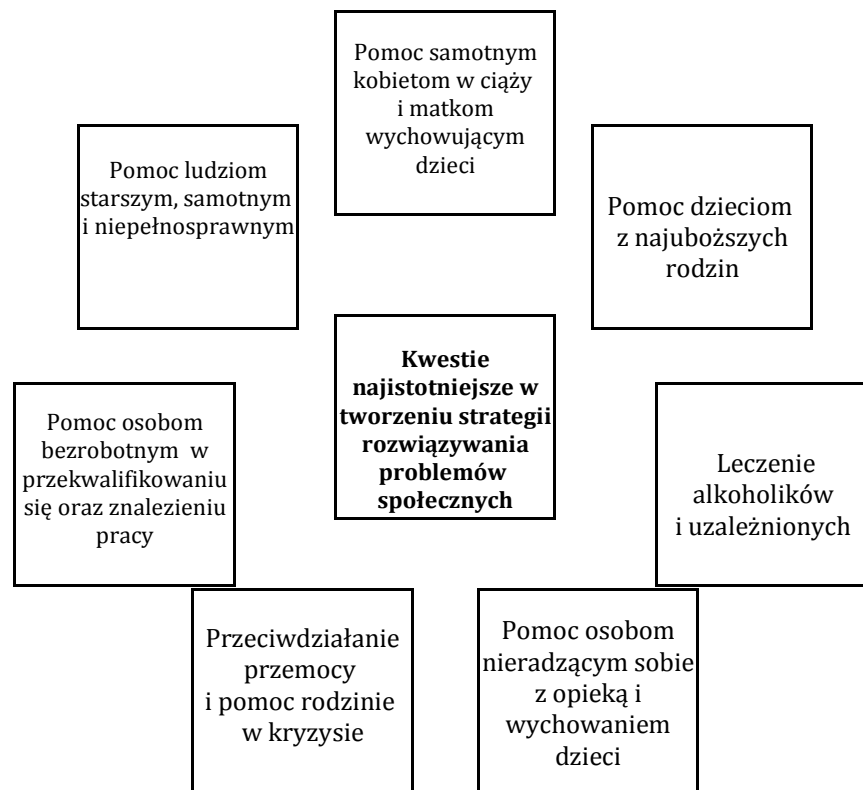 Pomoc samotnym
kobietom w ciąży
i matkom
wychowującym
dzieci
Pomoc ludziom
starszym, samotnym
i niepełnosprawnym
Pomoc dzieciom
z najuboższych
rodzin
Kwestie
najistotniejsze w
tworzeniu strategii
rozwiązywania
problemów
społecznych
Pomoc osobom
bezrobotnym w
przekwalifikowaniu
się oraz znalezieniu
pracy
Leczenie
alkoholików
i uzależnionych
Przeciwdziałanie
przemocy
i pomoc rodzinie
w kryzysie
Pomoc osobom
nieradzącym sobie
z opieką i
wychowaniem
dzieci